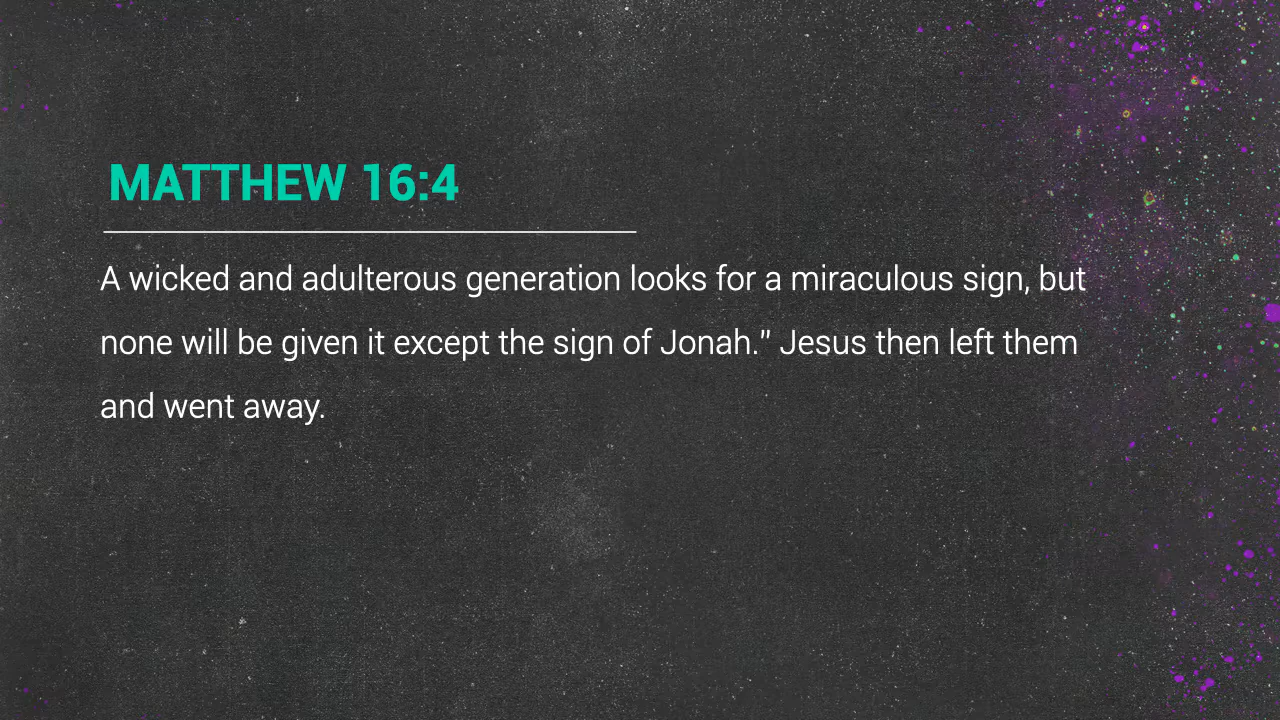 MATTHEW 16:4
A wicked and adulterous generation looks for a miraculous sign, but
none will be given it except the sign of Jonah.” Jesus then left them
and went away.